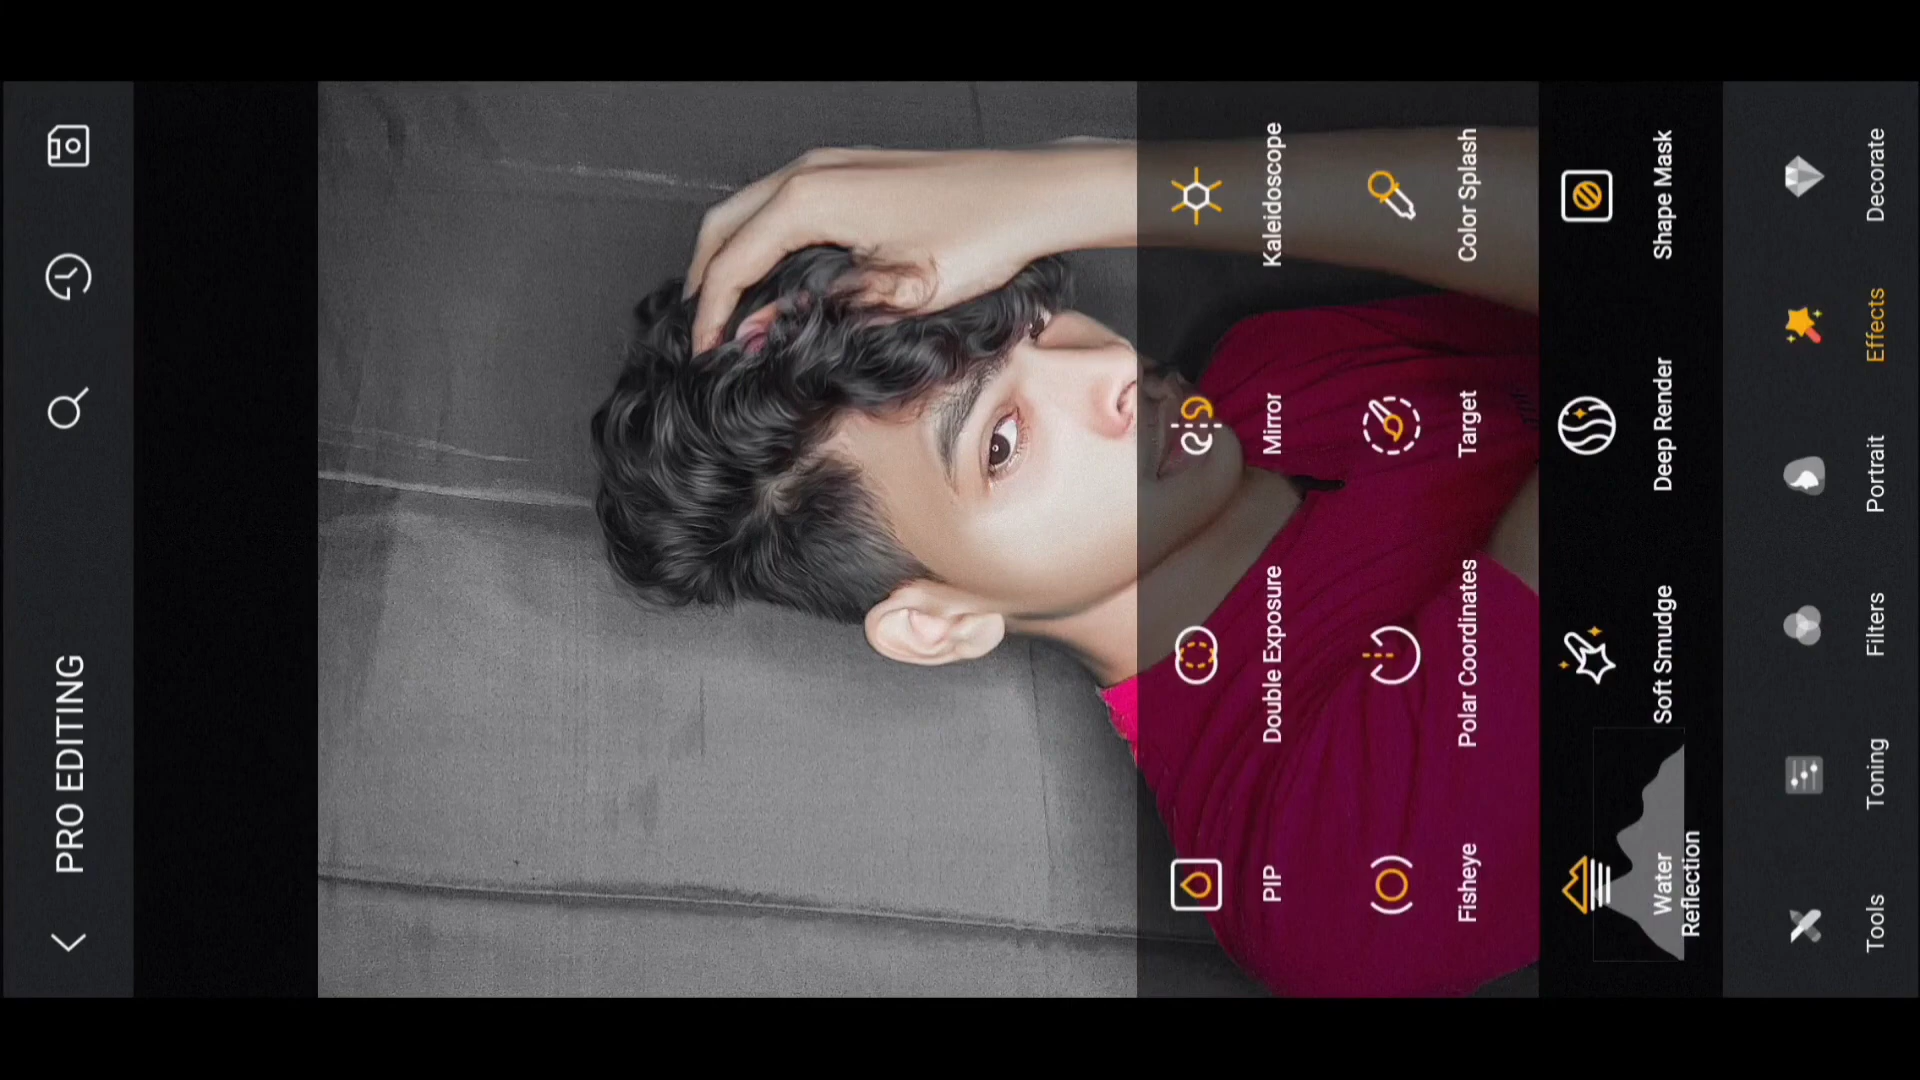 PRO EDITING
PIP
Double Exposure
Mirror
Kaleidoscope
Fisheye
Polar Coordinates
Target
Color Splash
Water
Reflection
Soft Smudge
Deep Render
Shape Mask
Tools
Toning
Filters
Portrait
Effects
Decorate